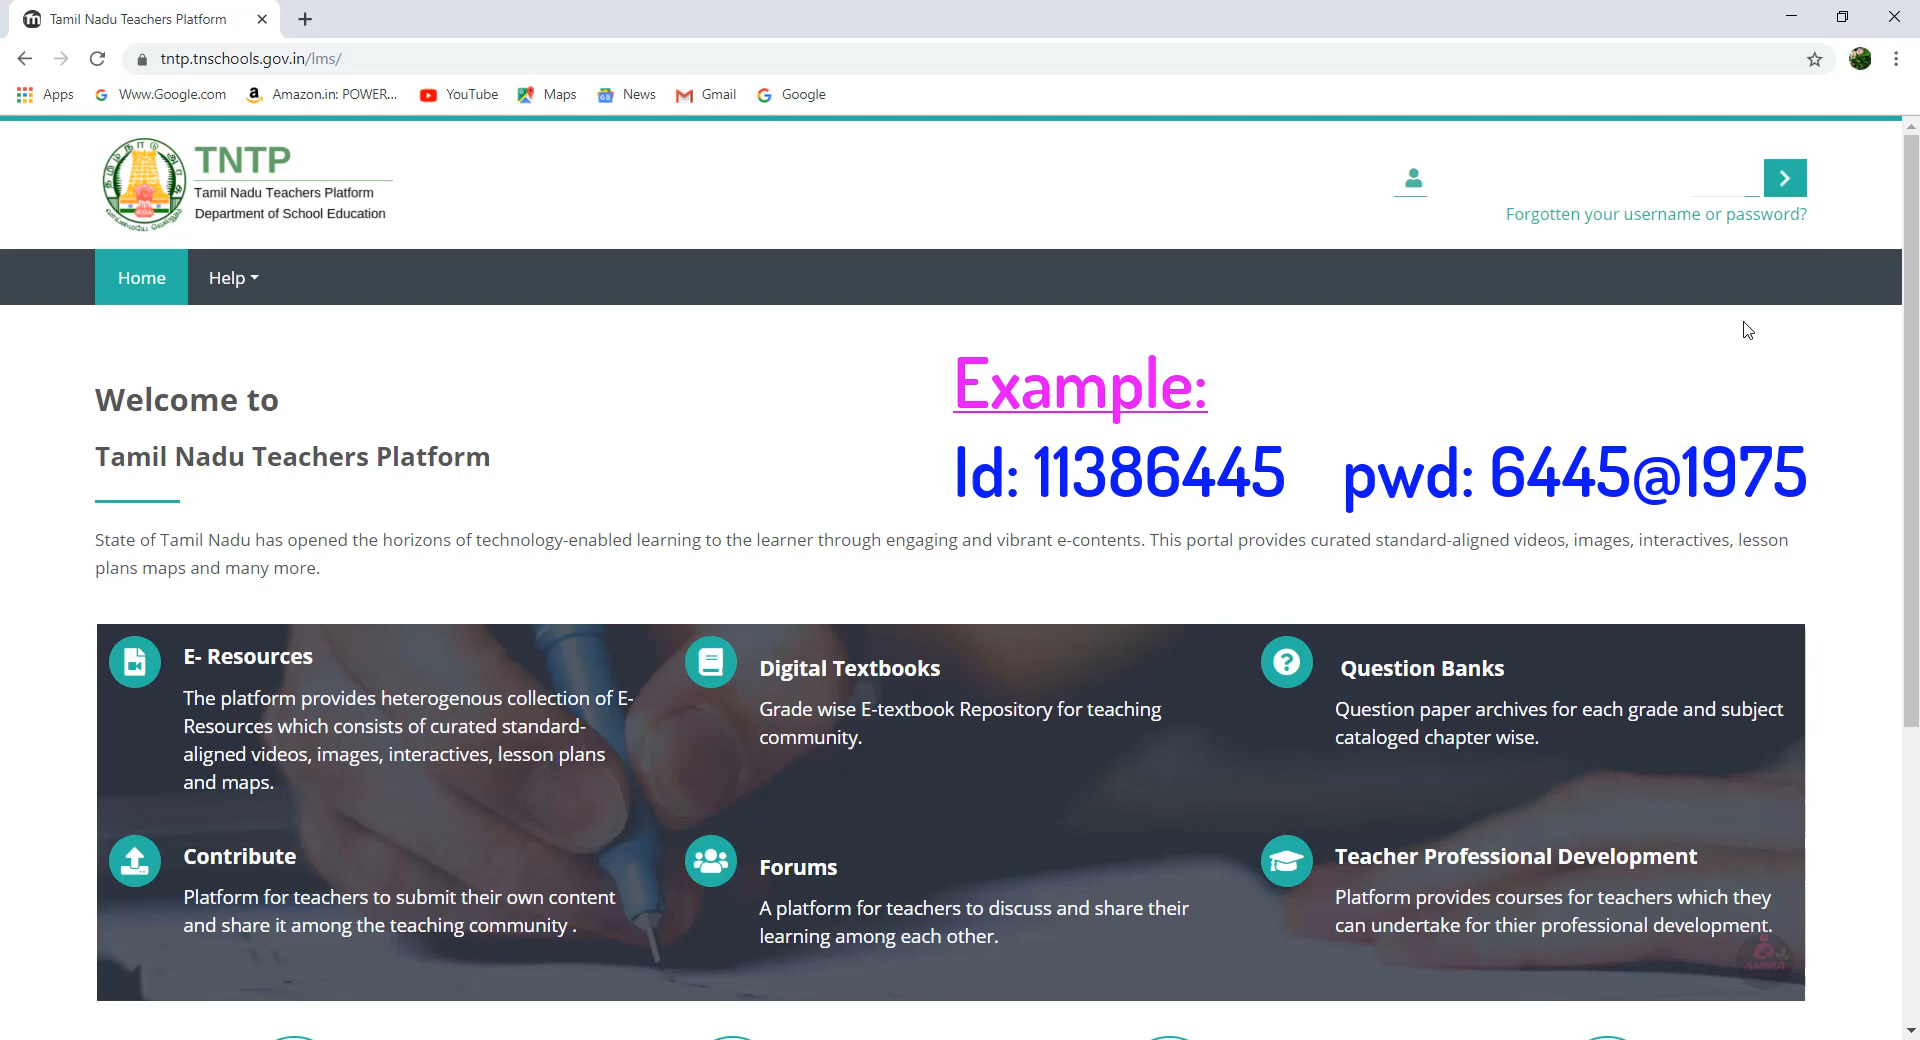 Tamil Nadu Teachers Platform
tntp.tnschools.gov.in/lms/
Apps Www.Google.com Amazon.in: POWER... YouTube Maps News Gmail Google
TNTP
Tamil Nadu Teachers Platform
Department of School Education
Forgotten your username or password?
Home Help
Example:
Id: 11386445 pwd: 6445@1975
Welcome to
Tamil Nadu Teachers Platform
State of Tamil Nadu has opened the horizons of technology-enabled learning to the learner through engaging and vibrant e-contents. This portal provides curated standard-aligned videos, images, interactives, lesson
plans maps and many more.
E- Resources
The platform provides heterogenous collection of E-
Resources which consists of curated standard-
aligned videos, images, interactives, lesson plans
and maps.
Digital Textbooks
Grade wise E-textbook Repository for teaching
community.
Question Banks
Question paper archives for each grade and subject
cataloged chapter wise.
Contribute
Platform for teachers to submit their own content
and share it among the teaching community .
Forums
A platform for teachers to discuss and share their
learning among each other.
Teacher Professional Development
Platform provides courses for teachers which they
can undertake for thier professional development.
AMMA